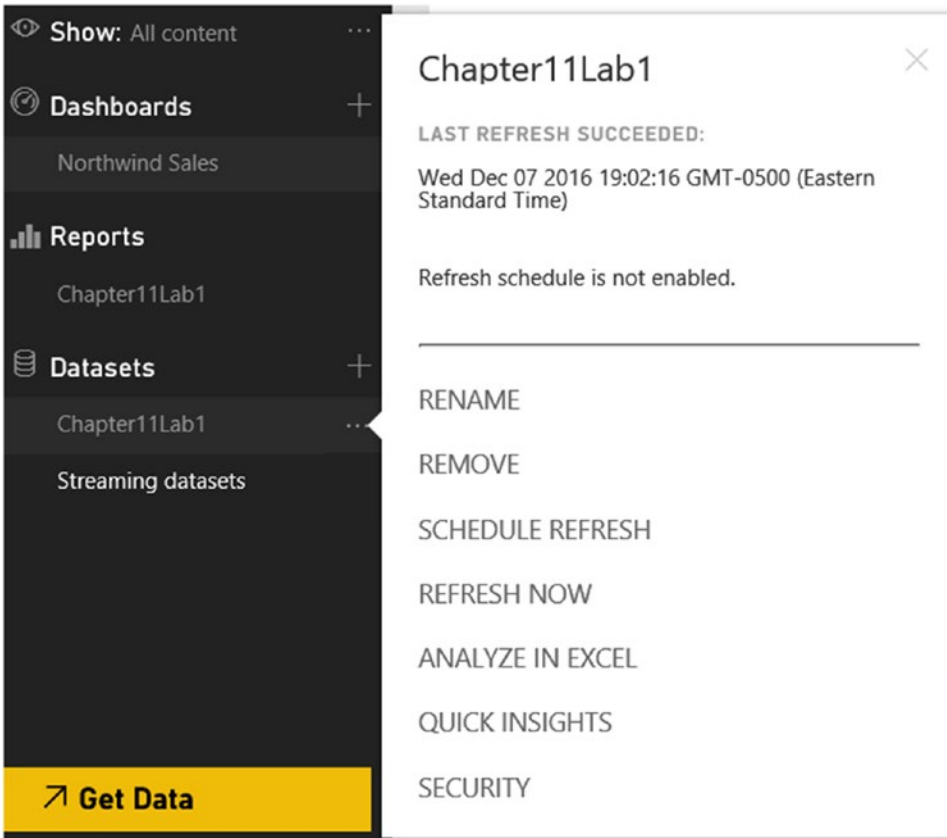 Show: All content
Dashboards
Northwind Sales
Reports
Chapter11Lab1
Datasets
Chapter11Lab1
Streaming datasets
Get Data
Chapter11Lab1
LAST REFRESH SUCCEEDED:
Wed Dec 07 2016 19:02:16 GMT-0500 (Eastern
Standard Time)
Refresh schedule is not enabled.
RENAME
REMOVE
SCHEDULE REFRESH
REFRESH NOW
ANALYZE IN EXCEL
QUICK INSIGHTS
SECURITY